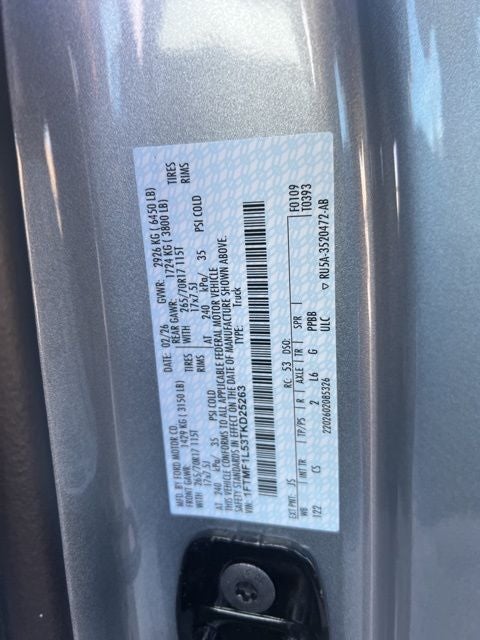 MFD. BY FORD MOTOR CO.
DATE: 02/26 GVWR: 2926 KG ( 6450 LB)
FRONT GAWR: 1429 KG ( 3150 LB) REAR GAWR: 1724 KG ( 3800 LB)
WITH 265/70R17 115T TIRES WITH 265/70R17 115T TIRES
17x7.5J RIMS 17x7.5J RIMS
AT 240 kPa/ 35 PSI COLD AT 240 kPa/ 35 PSI COLD
THIS VEHICLE CONFORMS TO ALL APPLICABLE FEDERAL MOTOR VEHICLE
SAFETY STANDARDS IN EFFECT ON THE DATE OF MANUFACTURE SHOWN ABOVE.
VIN: 1FTMF1L53TKD25263 TYPE: Truck
F0109
T0393
EXT PNT: JS RC: 53 DSO:
WB INT TR TP/PS R AXLE TR SPR
122 CS 2 L6 G PPBB
2202602085326 ULC ▽ RU5A-3520472-AB